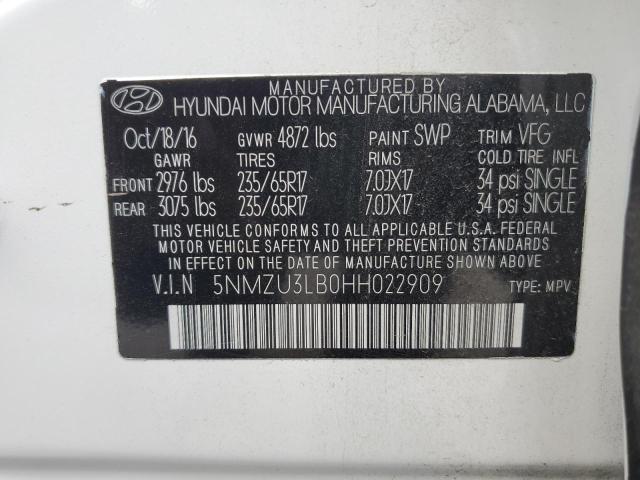 MANUFACTURED BY
HYUNDAI MOTOR MANUFACTURING ALABAMA, LLC
Oct/18/16 GVWR 4872 lbs PAINT SWP TRIM VFG
GAWR TIRES RIMS COLD TIRE INFL
FRONT 2976 lbs 235/65R17 7.0JX17 34 psi SINGLE
REAR 3075 lbs 235/65R17 7.0JX17 34 psi SINGLE
THIS VEHICLE CONFORMS TO ALL APPLICABLE U.S.A. FEDERAL
MOTOR VEHICLE SAFETY AND THEFT PREVENTION STANDARDS
IN EFFECT ON THE DATE OF MANUFACTURE SHOWN ABOVE.
V.I.N 5NMZU3LB0HH022909 TYPE: MPV